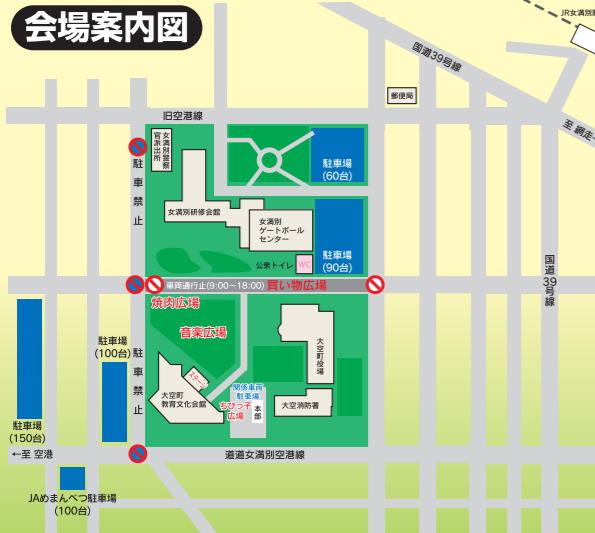 会場案内図
JR女満別
国道39号線
郵便局
至 網走→
旧空港線
女満別警察
官派出所
駐車場
(60台)
駐車禁止
女満別研修会館
女満別
ゲートボール
センター
公衆トイレ
WC
駐車場
(90台)
国道39号線
車両通行止(9:00〜18:00)
買い物広場
焼肉広場
音楽広場
駐車場
(100台)
駐車禁止
大空町役場
ステージ
大空町
教育文化会館
関係車両
駐車場
ちびっ子
広場
本部
大空消防署
駐車場
(150台)
←至 空港
道道女満別空港線
JAめまんべつ駐車場
(100台)